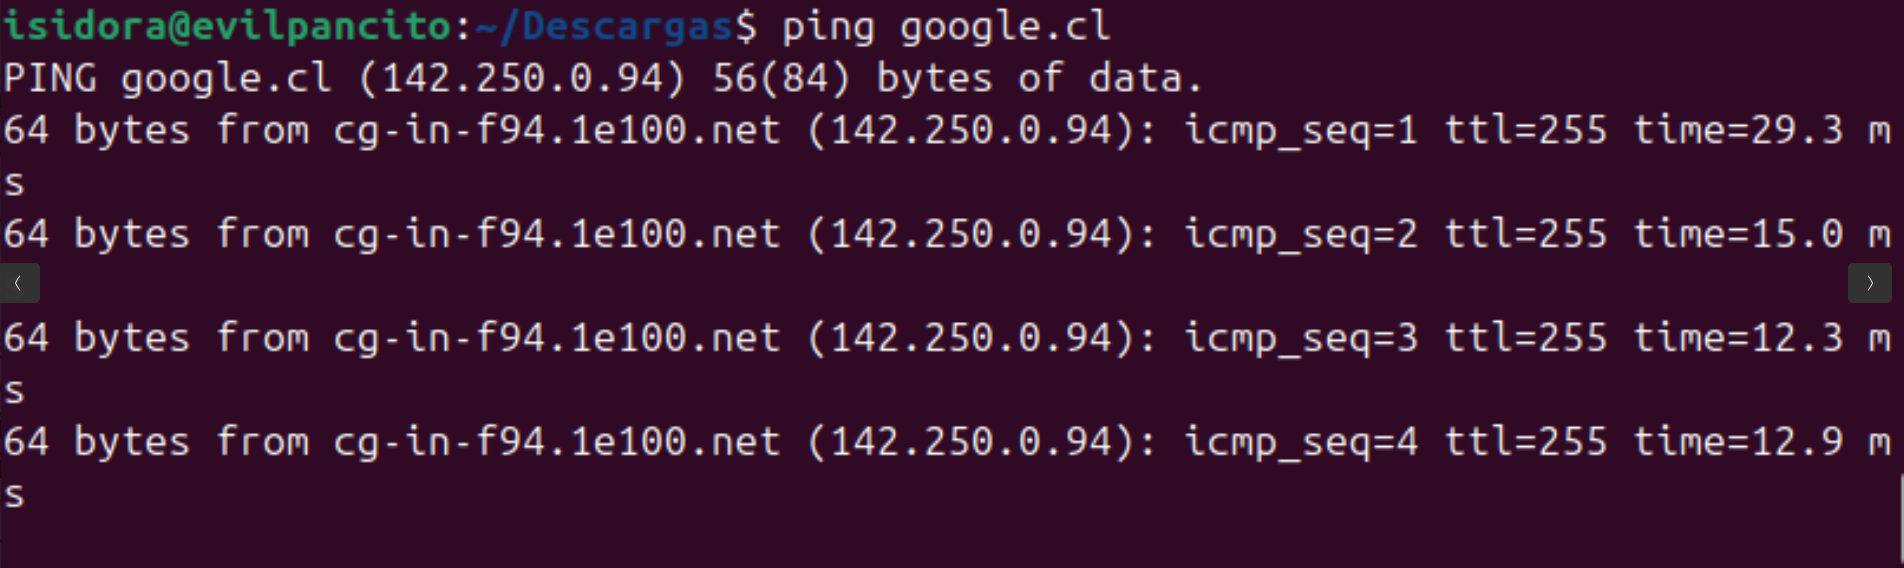 isidora@evilpancito:~/Descargas$ ping google.cl
PING google.cl (142.250.0.94) 56(84) bytes of data.
64 bytes from cg-in-f94.1e100.net (142.250.0.94): icmp_seq=1 ttl=255 time=29.3 m
s
64 bytes from cg-in-f94.1e100.net (142.250.0.94): icmp_seq=2 ttl=255 time=15.0 m
64 bytes from cg-in-f94.1e100.net (142.250.0.94): icmp_seq=3 ttl=255 time=12.3 m
s
64 bytes from cg-in-f94.1e100.net (142.250.0.94): icmp_seq=4 ttl=255 time=12.9 m
s